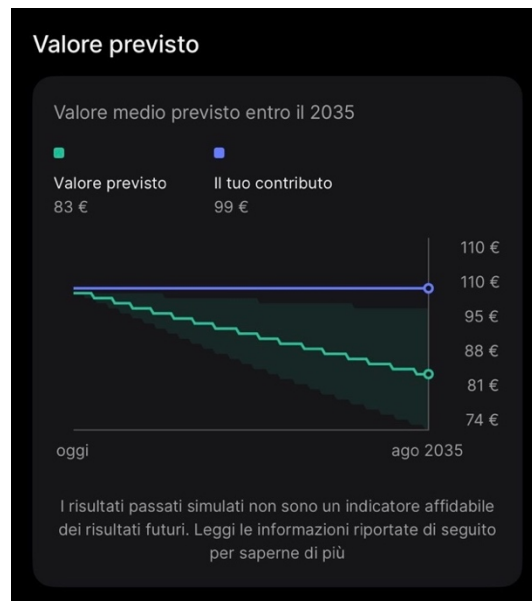 Valore previsto
Valore medio previsto entro il 2035
Valore previsto
83 €
Il tuo contributo
99 €
110 €
110 €
95 €
88 €
81 €
74 €
oggi
ago 2035
I risultati passati simulati non sono un indicatore affidabile
dei risultati futuri. Leggi le informazioni riportate di seguito
per saperne di più